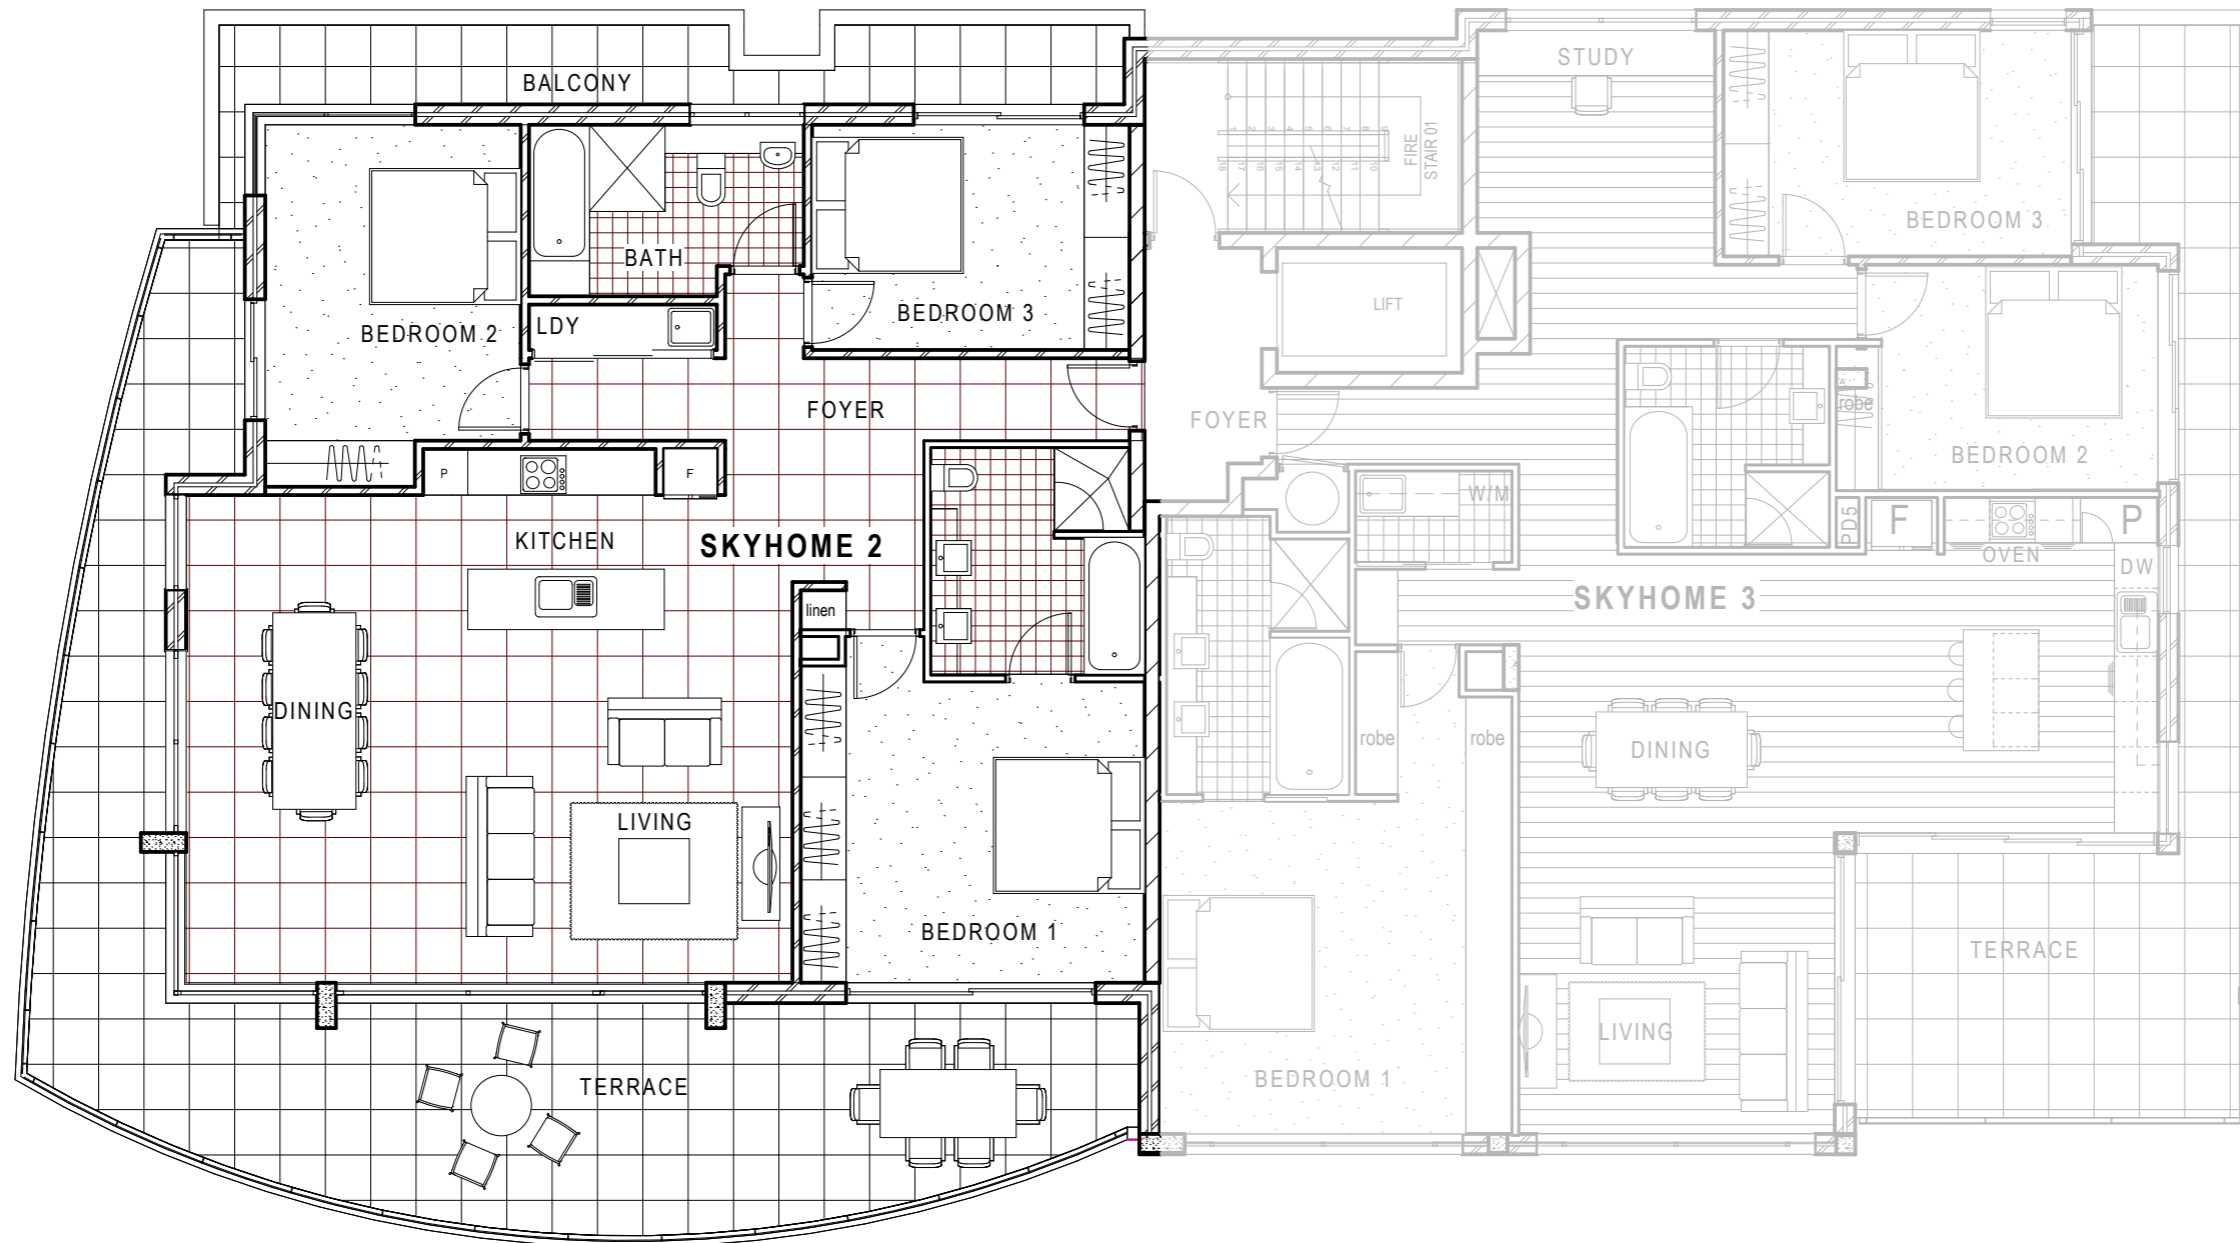 BALCONY
BATH
BEDROOM 2
LDY
BEDROOM 3
FOYER
P
F
KITCHEN
SKYHOME 2
linen
DINING
LIVING
BEDROOM 1
TERRACE
STUDY
FIRE
STAIR 01
BEDROOM 3
LIFT
FOYER
robe
BEDROOM 2
W/M
PD5
F
OVEN
P
DW
SKYHOME 3
robe
robe
DINING
TERRACE
LIVING
BEDROOM 1